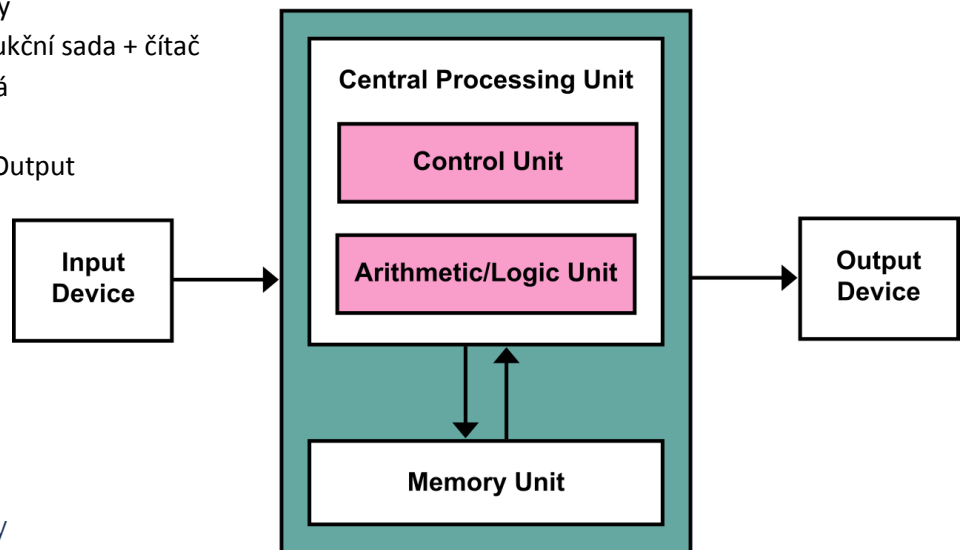 y
ukční sada + čítač
á
Output
Central Processing Unit
Control Unit
Arithmetic/Logic Unit
Input
Device
Output
Device
Memory Unit
y